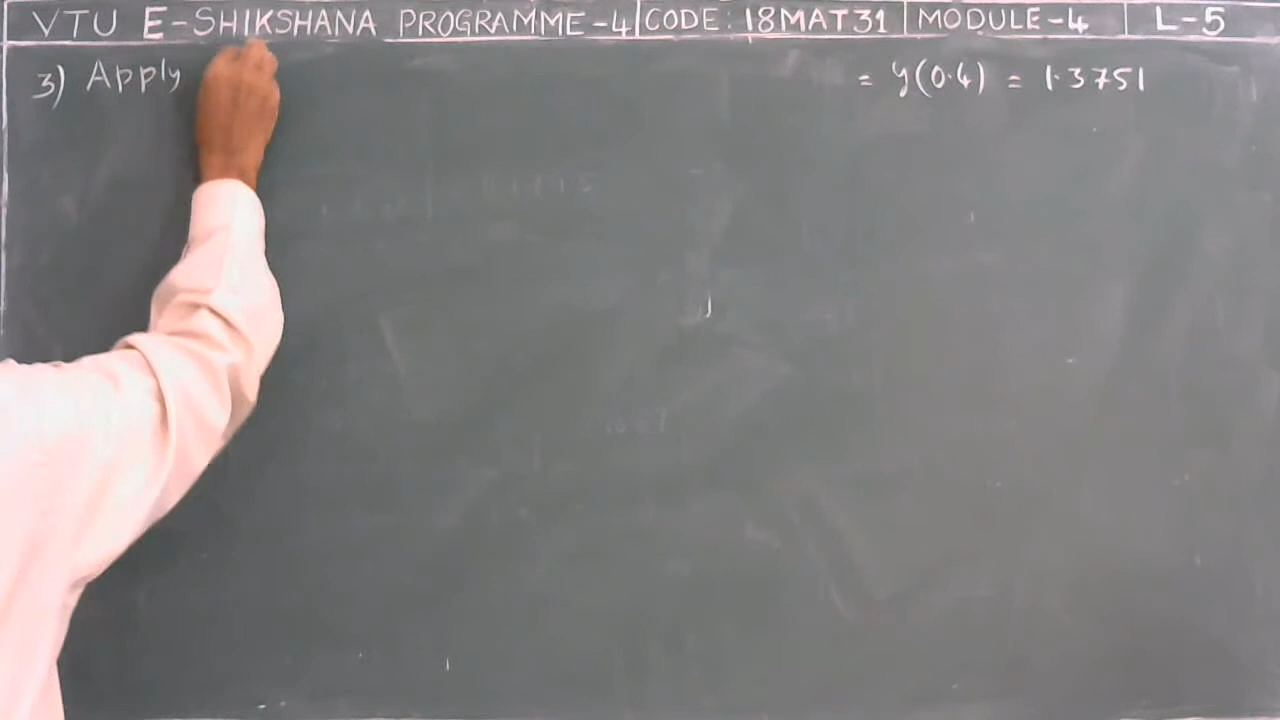 VTU E-SHIKSHANA PROGRAMME-4 CODE: 18MAT31 MODULE-4 L-5
3) Apply
= y(0.4) = 1.3751